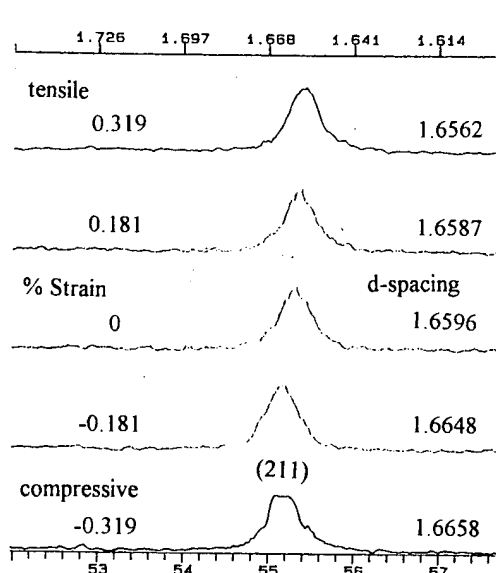 1.726 1.697 1.668 1.641 1.614
tensile
0.319 1.6562
0.181 1.6587
% Strain d-spacing
0 1.6596
-0.181 1.6648
(211)
compressive
-0.319 1.6658
53 54 55 56 57